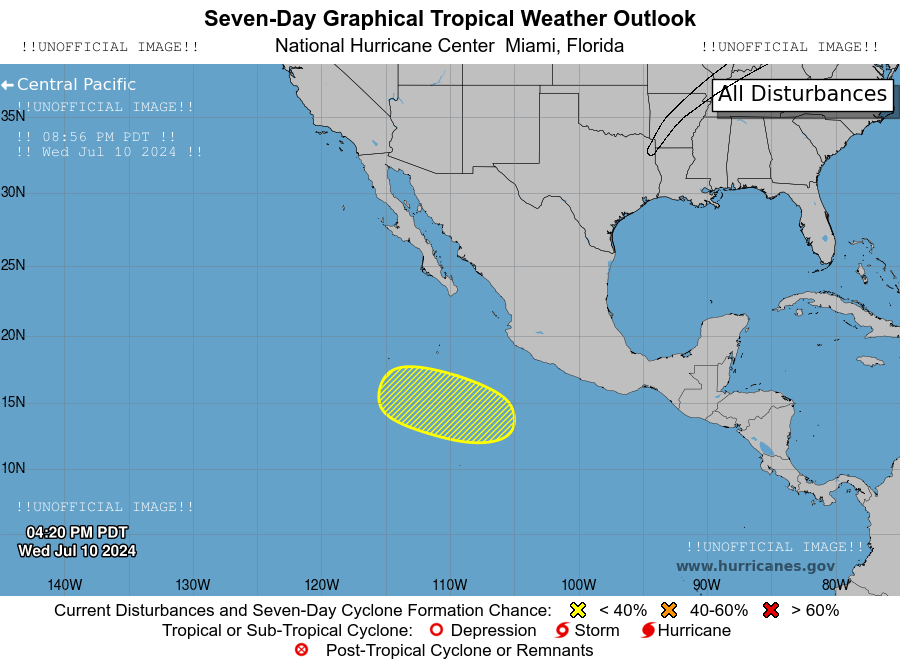 Seven-Day Graphical Tropical Weather Outlook
!!UNOFFICIAL IMAGE!! National Hurricane Center Miami, Florida !!UNOFFICIAL IMAGE!!
Central Pacific
All Disturbances
!!UNOFFICIAL IMAGE!!
35N
!! 08:56 PM PDT !!
!! Wed Jul 10 2024 !!
30N
25N
20N
15N
10N
!!UNOFFICIAL IMAGE!!
04:20 PM PDT
Wed Jul 10 2024
!!UNOFFICIAL IMAGE!!
www.hurricanes.gov
140W 130W 120W 110W 100W 90W 80W
Current Disturbances and Seven-Day Cyclone Formation Chance: < 40% 40-60% > 60%
Tropical or Sub-Tropical Cyclone: Depression Storm Hurricane
Post-Tropical Cyclone or Remnants